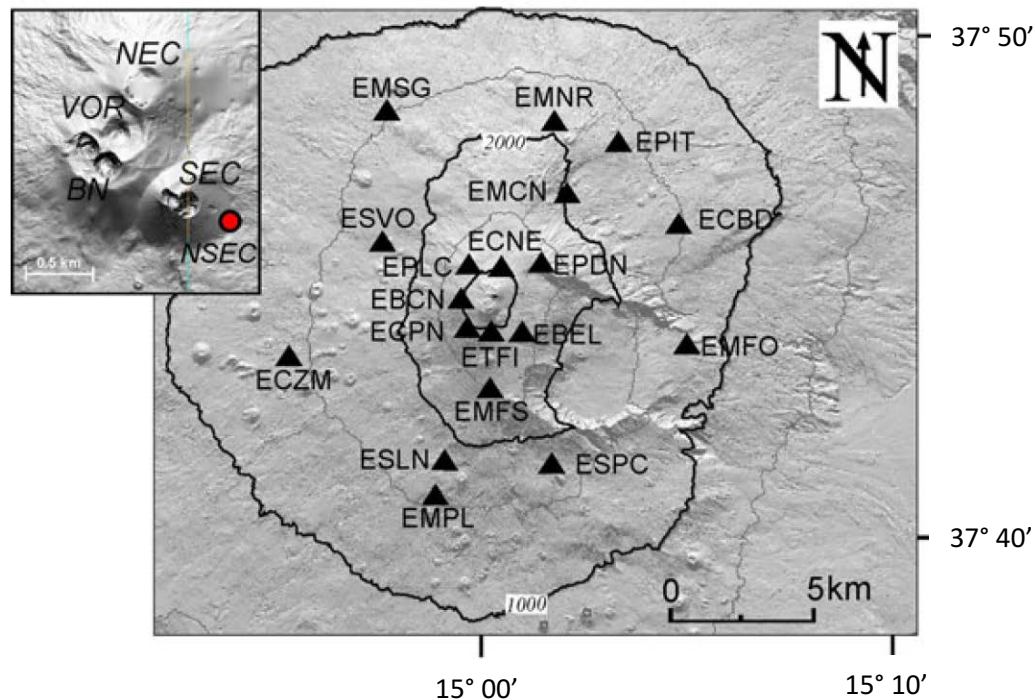 NEC
VOR
BN
SEC
NSEC
0.5 km
N
37° 50'
EMSG
EMNR
2000
EPIT
EMCN
ESVO
ECNE
ECBD
EPLC
EPDN
EBCN
ECPN
EBEL
EMFO
ETFI
ECZM
EMFS
ESLN
ESPC
EMPL
37° 40'
0 5km
1000
15° 00'
15° 10'